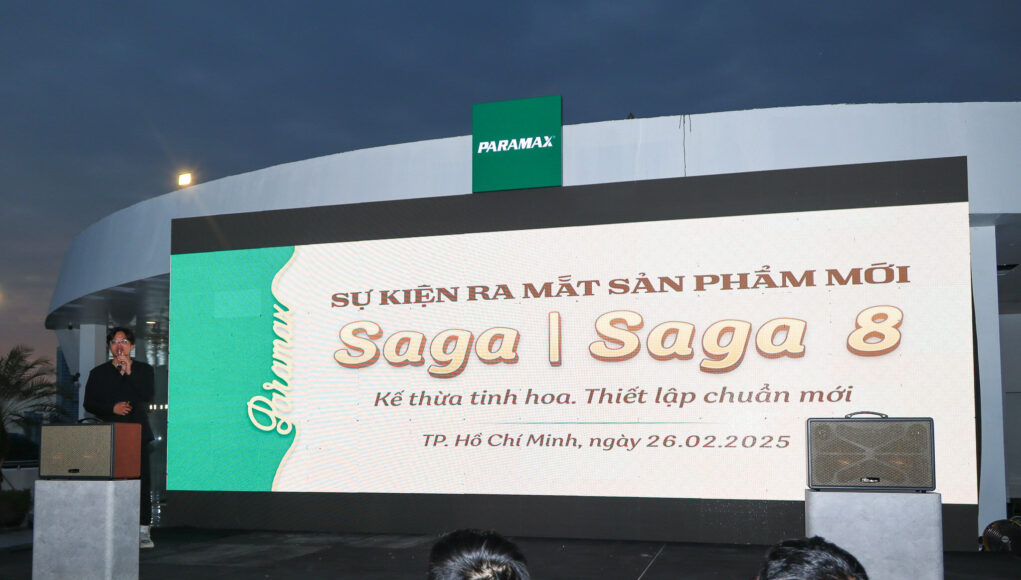 PARAMAX
SỰ KIỆN RA MẮT SẢN PHẨM MỚI
Paramax
Saga | Saga 8
Kế thừa tinh hoa. Thiết lập chuẩn mới
TP. Hồ Chí Minh, ngày 26.02.2025